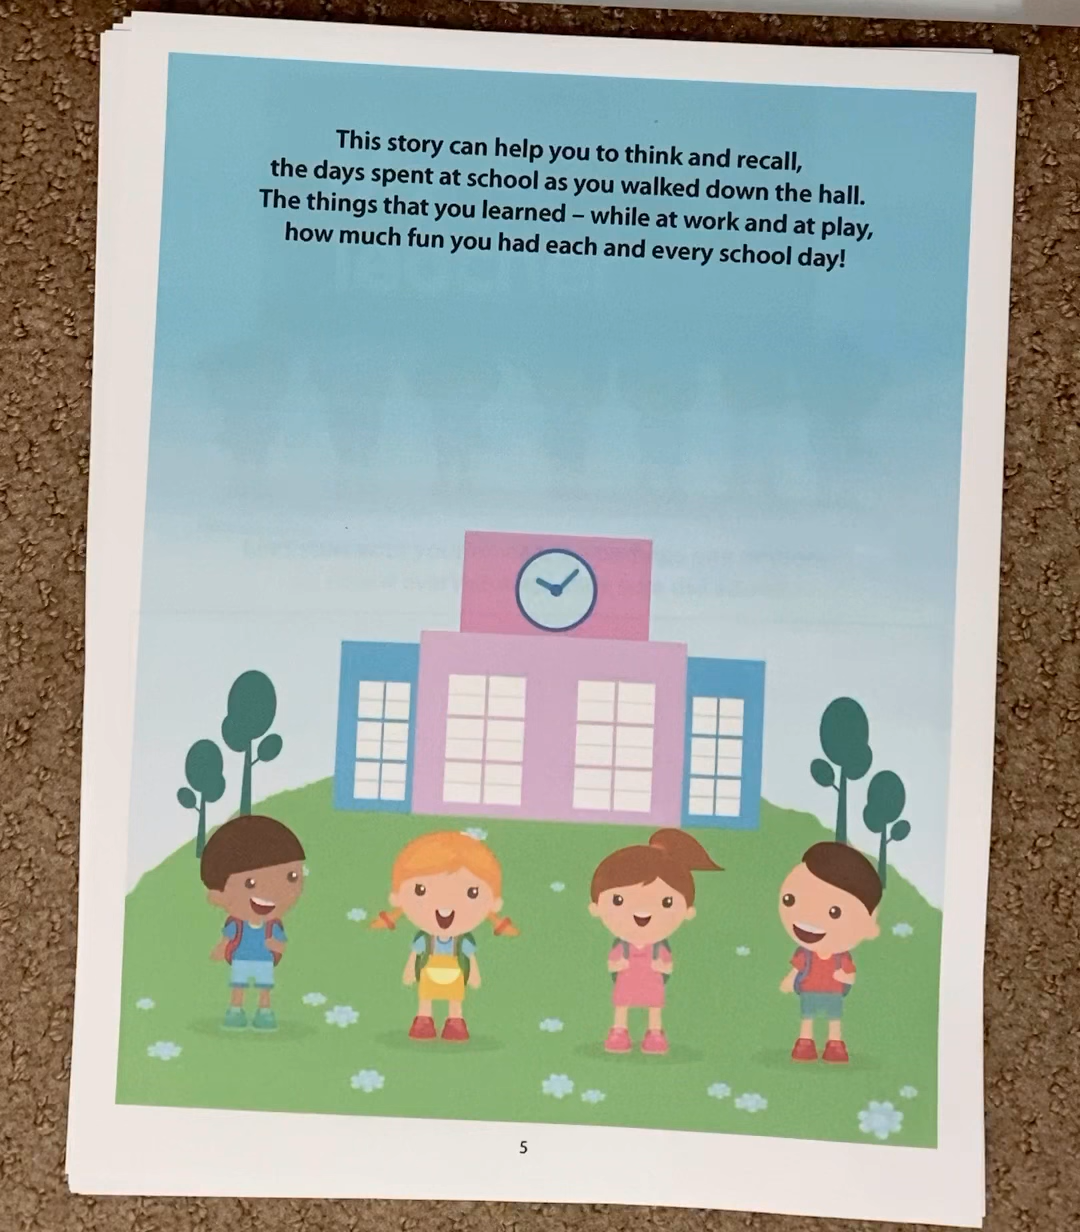 This story can help you to think and recall,
the days spent at school as you walked down the hall.
The things that you learned – while at work and at play,
how much fun you had each and every school day!
5